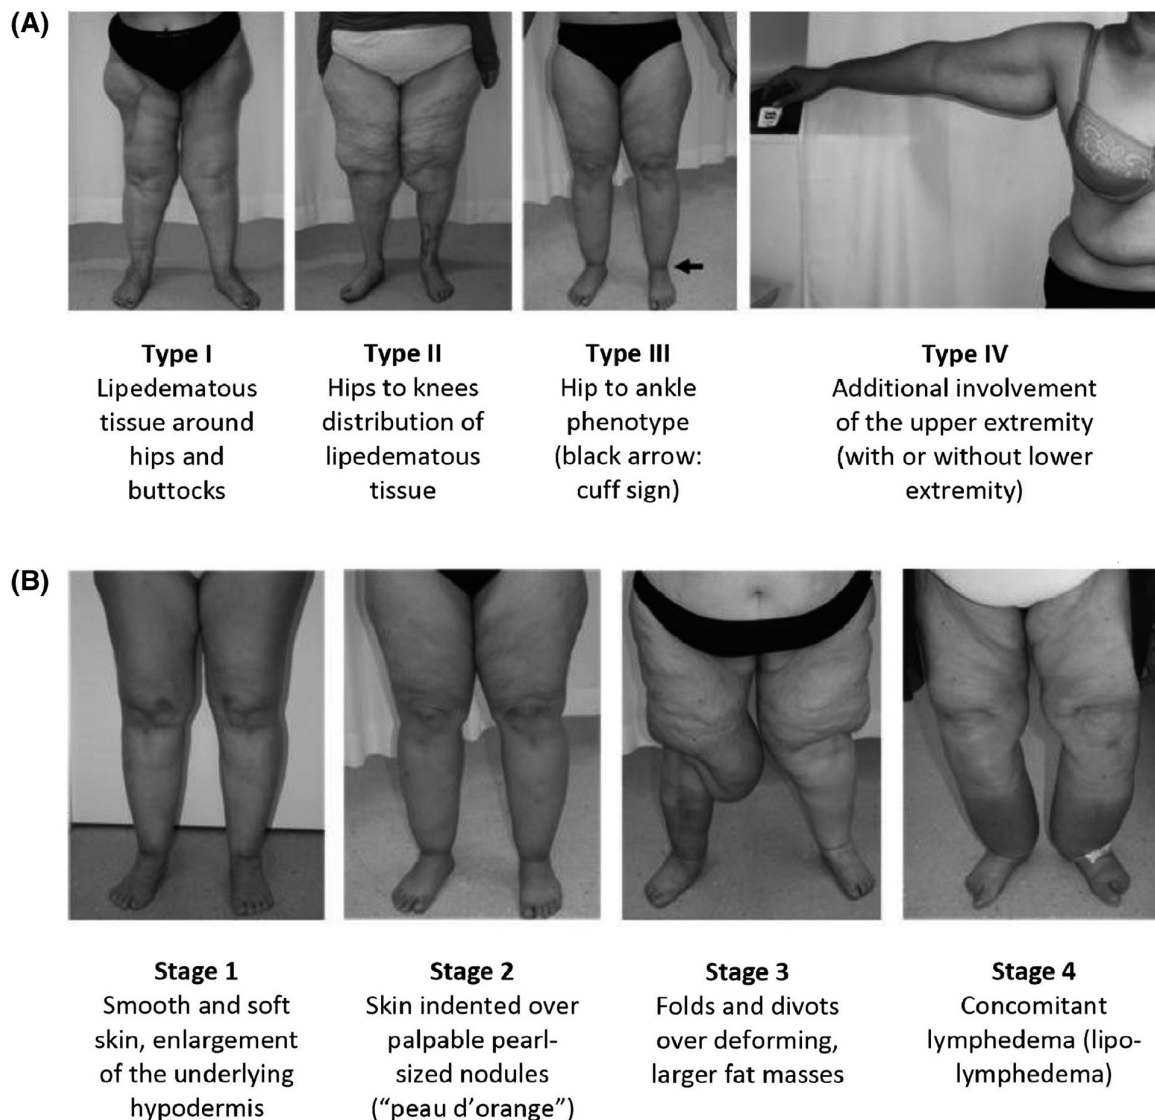 (A)
Type I
Lipedematous
tissue around
hips and
buttocks
Type II
Hips to knees
distribution of
lipedematous
tissue
Type III
Hip to ankle
phenotype
(black arrow:
cuff sign)
Type IV
Additional involvement
of the upper extremity
(with or without lower
extremity)
(B)
Stage 1
Smooth and soft
skin, enlargement
of the underlying
hypodermis
Stage 2
Skin indented over
palpable pearl-
sized nodules
(“peau d’orange”)
Stage 3
Folds and divots
over deforming,
larger fat masses
Stage 4
Concomitant
lymphedema (lipo-
lymphedema)